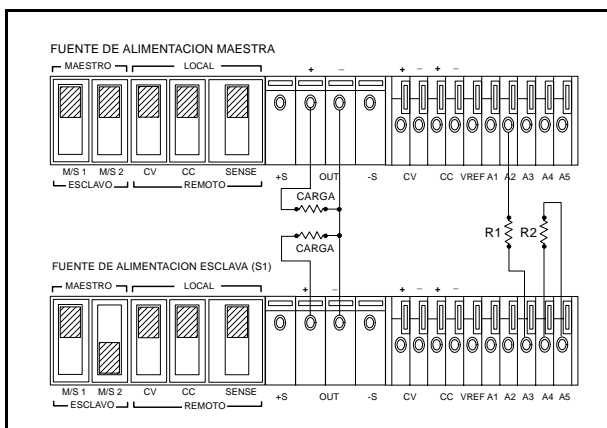 FUENTE DE ALIMENTACION MAESTRA
MAESTRO LOCAL + – + – + –
M/S 1 M/S 2 CV CC SENSE +S OUT -S CV CC VREF A1 A2 A3 A4 A5
ESCLAVO REMOTO
CARGA
R1 R2
CARGA
FUENTE DE ALIMENTACION ESCLAVA (S1)
MAESTRO LOCAL + – + – + –
M/S 1 M/S 2 CV CC SENSE +S OUT -S CV CC VREF A1 A2 A3 A4 A5
ESCLAVO REMOTO